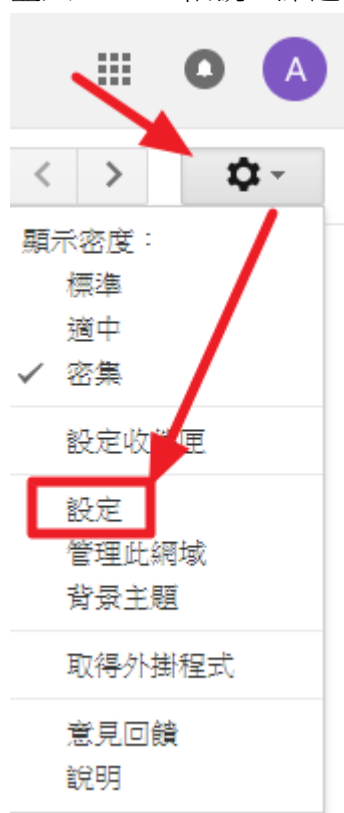 A
顯示密度：
標準
適中
密集
設定收 匣
設定
管理此網域
背景主題
取得外掛程式
意見回饋
說明